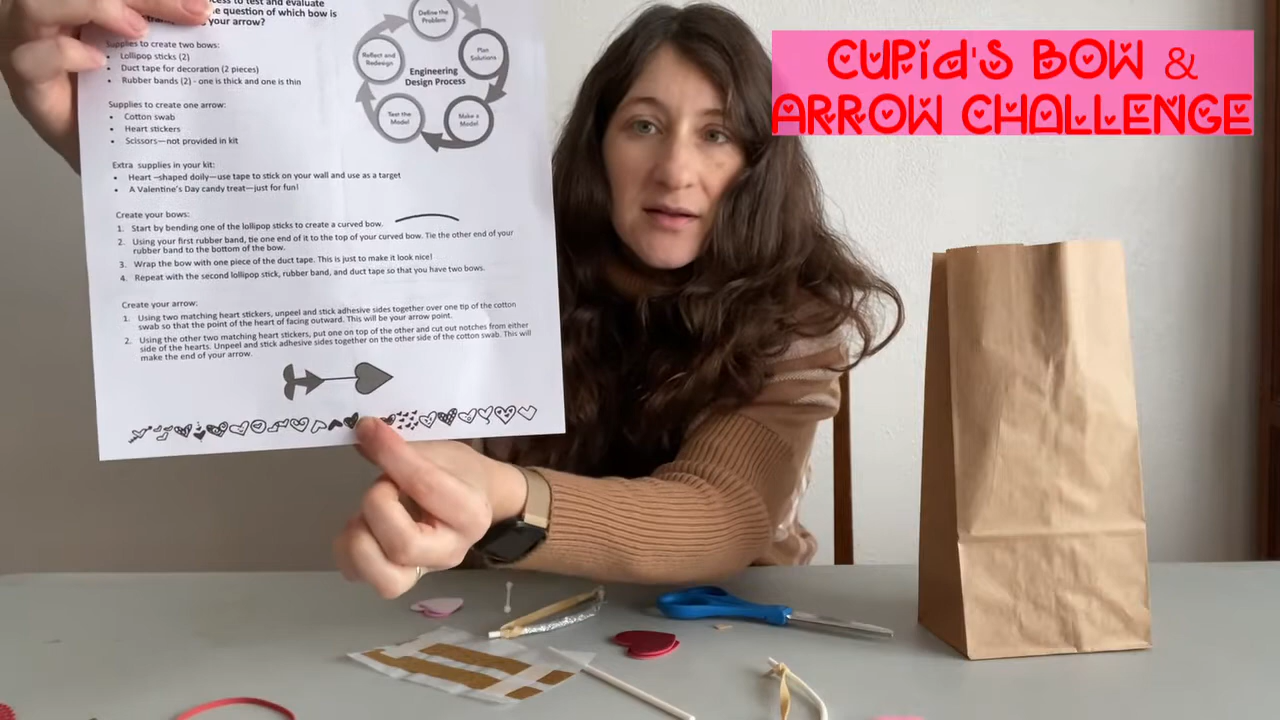 CUPid's BOW &
ARROW CHALLENGE
to test and evaluate
question of which bow is
your arrow?
Supplies to create two bows:
• Lollipop sticks (2)
• Duct tape for decoration (2 pieces)
• Rubber bands (2) - one is thick and one is thin
Supplies to create one arrow:
• Cotton swab
• Heart stickers
• Scissors—not provided in kit
Extra supplies in your kit:
• Heart –shaped doily—use tape to stick on your wall and use as a target
• A Valentine's Day candy treat—just for fun!
Create your bows:
1. Start by bending one of the lollipop sticks to create a curved bow.
2. Using your first rubber band, tie one end of it to the top of your curved bow. Tie the other end of your
rubber band to the bottom of the bow.
3. Wrap the bow with one piece of the duct tape. This is just to make it look nice!
4. Repeat with the second lollipop stick, rubber band, and duct tape so that you have two bows.
Create your arrow:
1. Using two matching heart stickers, unpeel and stick adhesive sides together over one tip of the cotton
swab so that the point of the heart of facing outward. This will be your arrow point.
2. Using the other two matching heart stickers, put one on top of the other and cut out notches from either
side of the hearts. Unpeel and stick adhesive sides together on the other side of the cotton swab. This will
make the end of your arrow.
Engineering
Design Process
Define the
Problem
Plan
Solutions
Make a
Model
Test the
Model
Reflect and
Redesign